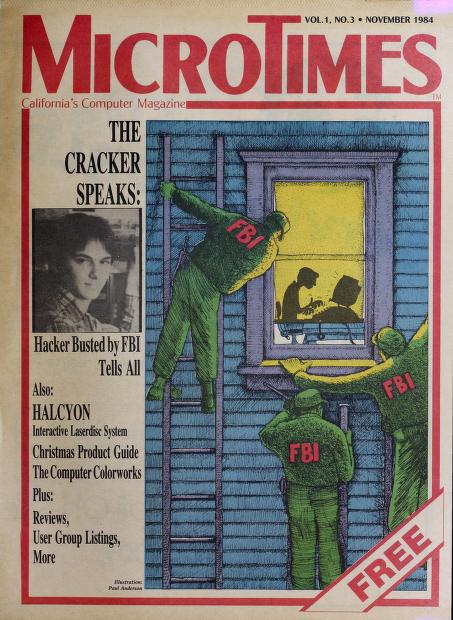 VOL.1, NO.3 • NOVEMBER 1984
MICROTIMES
TM
California's Computer Magazine
THE
CRACKER
SPEAKS:
Hacker Busted by FBI
Tells All
Also:
HALCYON
Interactive Laserdisc System
Christmas Product Guide
The Computer Colorworks
Plus:
Reviews,
User Group Listings,
More
FBI
FBI
FBI
Illustration:
Paul Anderson
FREE